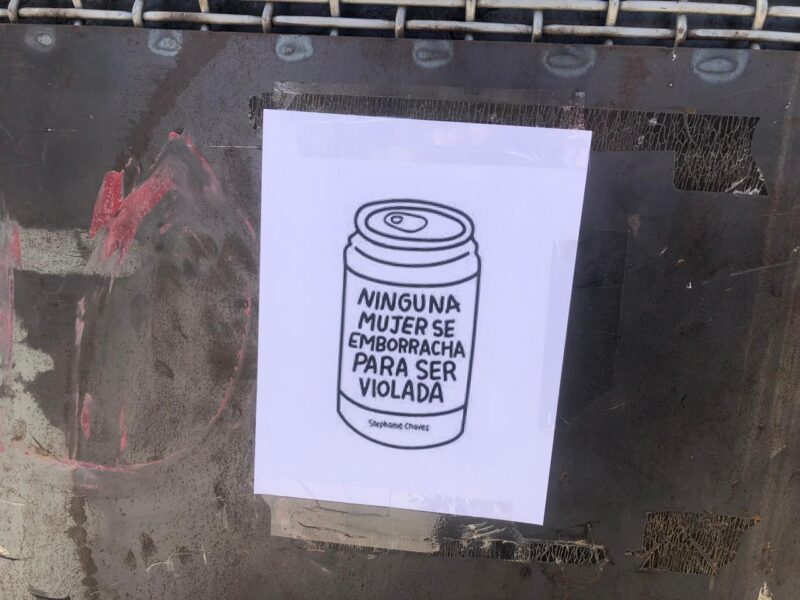 NINGUNA
MUJER SE
EMBORRACHA
PARA SER
VIOLADA
Stephanie Chaves